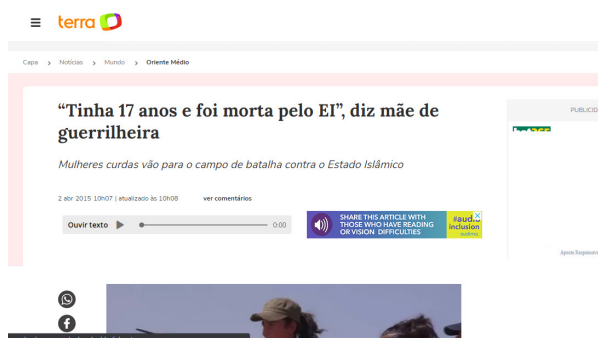 terra
Capa > Notícias > Mundo > Oriente Médio
“Tinha 17 anos e foi morta pelo EI”, diz mãe de
guerrilheira
Mulheres curdas vão para o campo de batalha contra o Estado Islâmico
2 abr 2015 10h07 | atualizado às 10h08 ver comentários
Ouvir texto 0:00
SHARE THIS ARTICLE WITH
THOSE WHO HAVE READING
OR VISION DIFFICULTIES
#audio
inclusion
PUBLICID